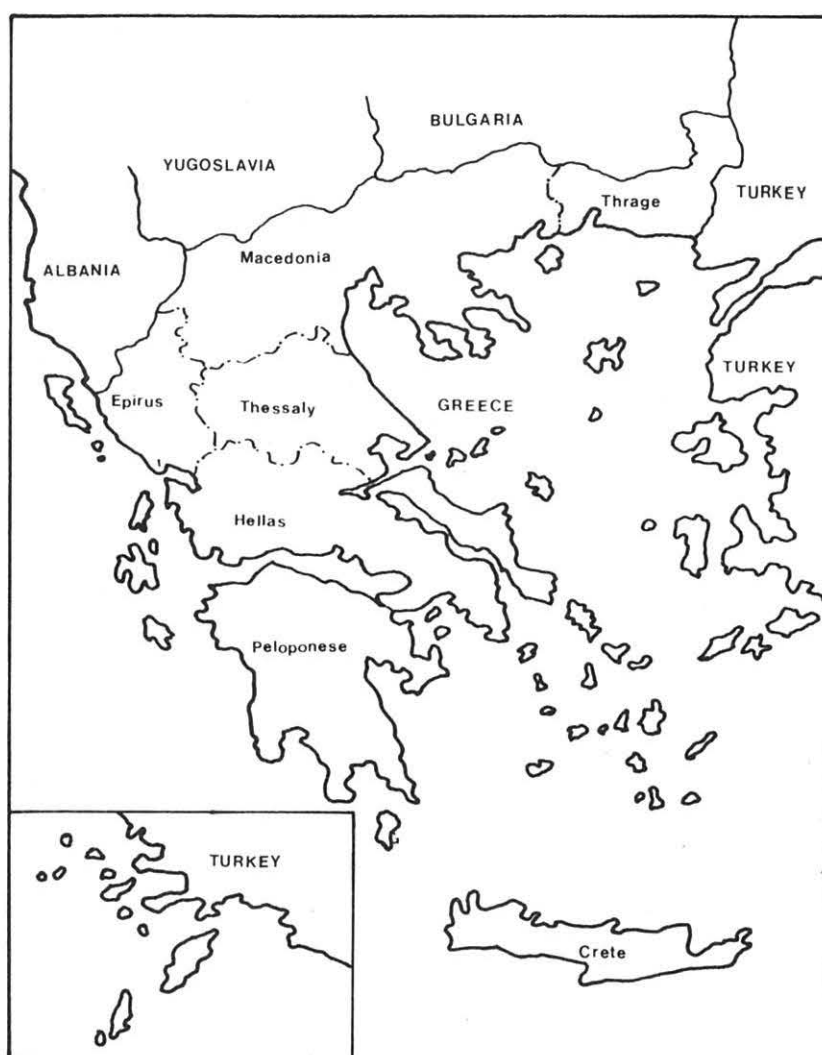 BULGARIA
YUGOSLAVIA
Thrage
TURKEY
Macedonia
ALBANIA
TURKEY
Epirus
Thessaly
GREECE
Hellas
Peloponese
TURKEY
Crete